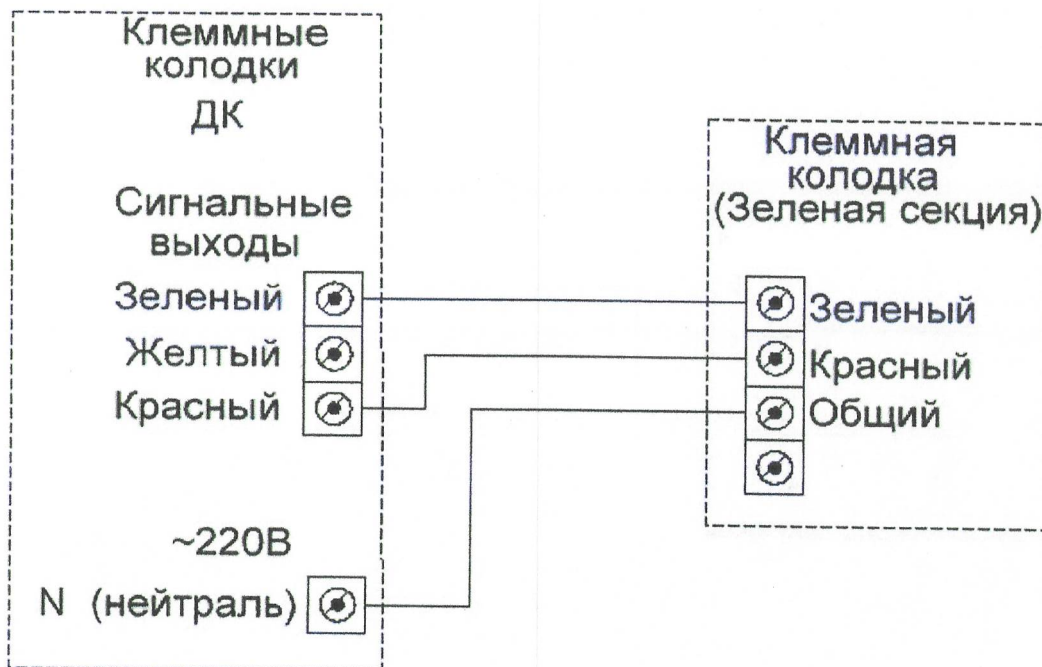 Клеммные
колодки
ДК
Сигнальные
выходы
Зеленый
Желтый
Красный
~220В
N (нейтраль)
Клеммная
колодка
(Зеленая секция)
Зеленый
Красный
Общий